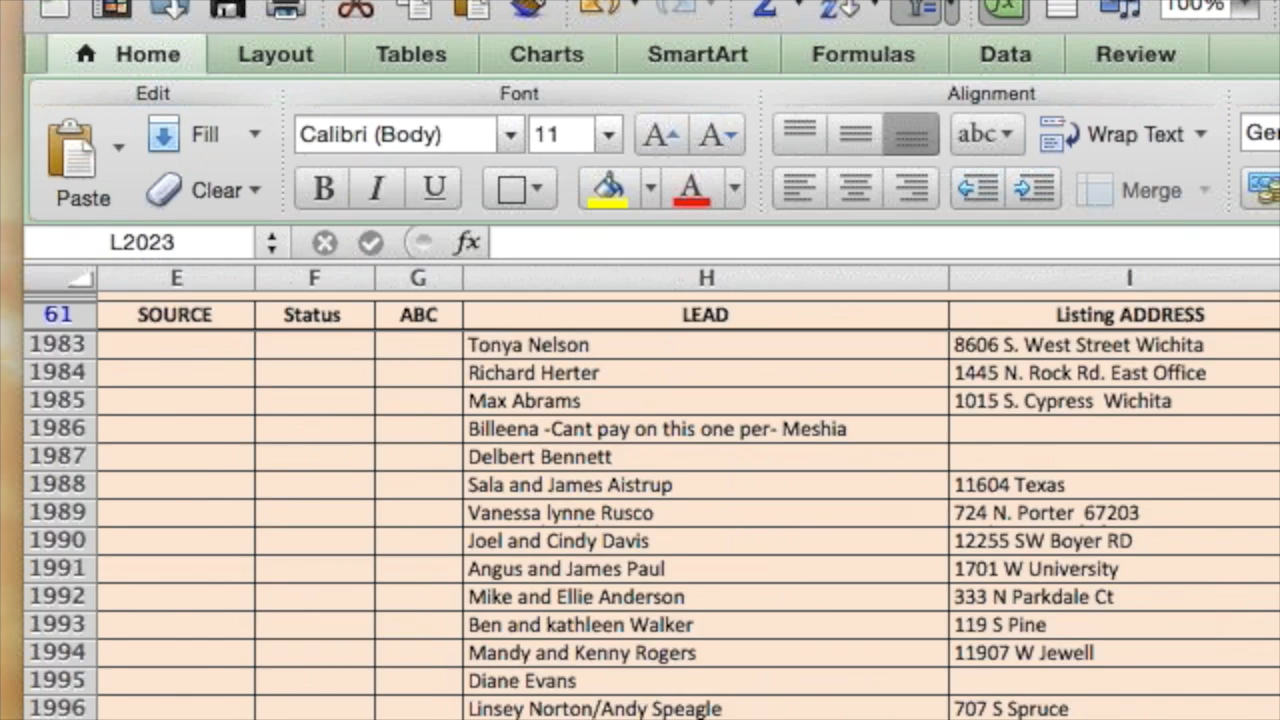 100%
Home Layout Tables Charts SmartArt Formulas Data Review
Edit Font Alignment
Fill Calibri (Body) 11 A A abc Wrap Text
Paste Clear B I U A Merge
L2023 fx
E F G H I
61 SOURCE Status ABC LEAD Listing ADDRESS
1983 Tonya Nelson 8606 S. West Street Wichita
1984 Richard Herter 1445 N. Rock Rd. East Office
1985 Max Abrams 1015 S. Cypress Wichita
1986 Billeena -Cant pay on this one per- Meshia
1987 Delbert Bennett
1988 Sala and James Aistrup 11604 Texas
1989 Vanessa lynne Rusco 724 N. Porter 67203
1990 Joel and Cindy Davis 12255 SW Boyer RD
1991 Angus and James Paul 1701 W University
1992 Mike and Ellie Anderson 333 N Parkdale Ct
1993 Ben and kathleen Walker 119 S Pine
1994 Mandy and Kenny Rogers 11907 W Jewell
1995 Diane Evans
1996 Linsey Norton/Andy Speagle 707 S Spruce